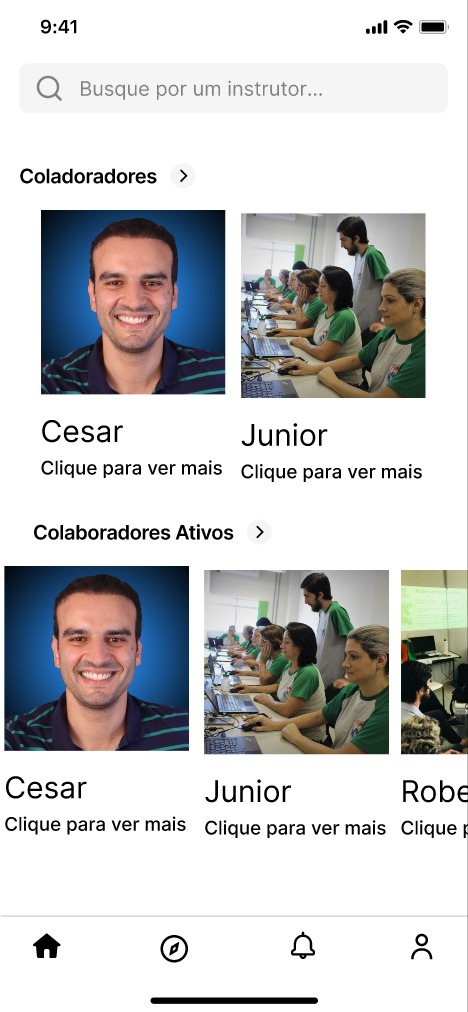 9:41
Busque por um instrutor...
Coladoradores
Cesar
Junior
Clique para ver mais
Clique para ver mais
Colaboradores Ativos
Cesar
Junior
Robe
Clique para ver mais
Clique para ver mais
Clique p